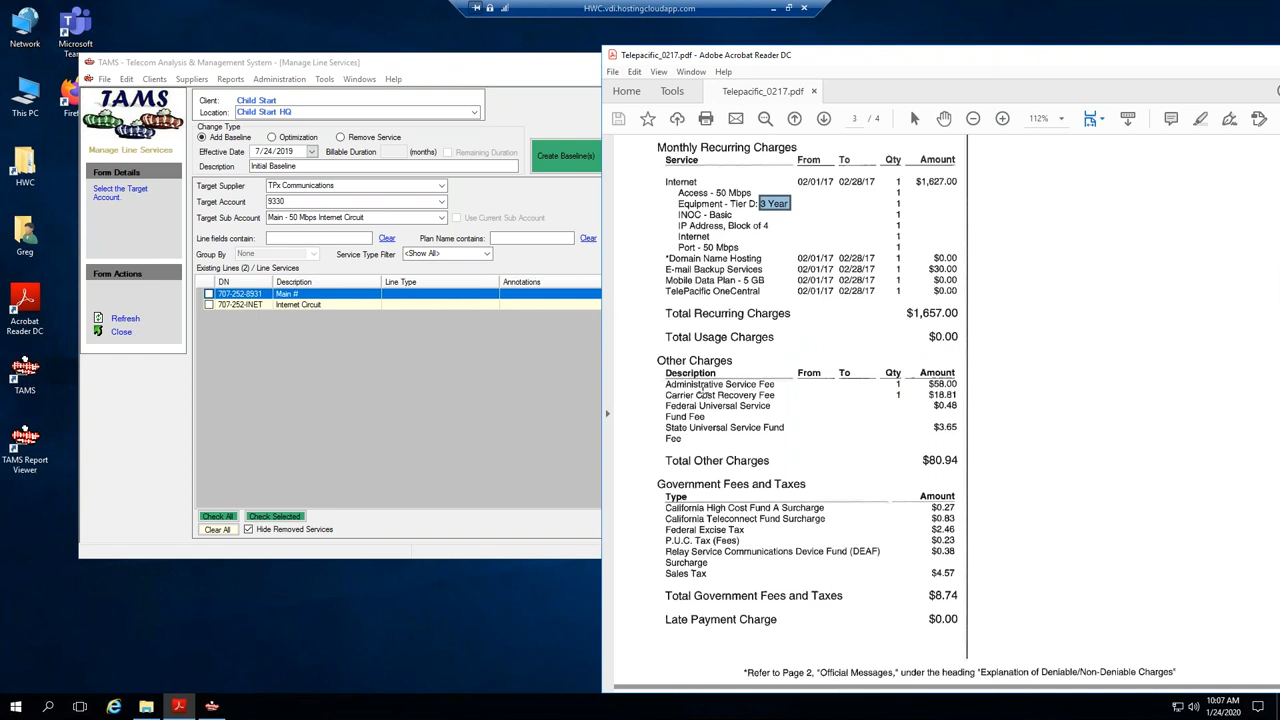 HWC.vdi.hostingcloudapp.com
Network
Microsoft
Tea
This PC
Firef
HWC
Greta
Acrobat
Reader DC
TAMS
TAMS Report
Viewer
TAMS - Telecom Analysis & Management System - [Manage Line Services]
File Edit Clients Suppliers Reports Administration Tools Windows Help
TAMS
Manage Line Services
Form Details
Select the Target
Account.
Form Actions
Refresh
Close
Client: Child Start
Location: Child Start HQ
Change Type
Add Baseline Optimization Remove Service
Effective Date 7/24/2019 Billable Duration (months) Remaining Duration
Description Initial Baseline
Create Baseline(s)
Target Supplier TPx Communications
Target Account 9330
Target Sub Account Main - 50 Mbps Internet Circuit Use Current Sub Account
Line fields contain: Clear Plan Name contains: Clear
Group By None Service Type Filter <Show All>
Existing Lines (2) / Line Services
DN Description Line Type Annotations
707-252-8931 Main #
707-252-INET Internet Circuit
Check All Check Selected
Clear All Hide Removed Services
Telepacific_0217.pdf - Adobe Acrobat Reader DC
File Edit View Window Help
Home Tools Telepacific_0217.pdf ×
3 / 4 112%
Monthly Recurring Charges
Service From To Qty Amount
Internet 02/01/17 02/28/17 1 $1,627.00
Access - 50 Mbps 1
Equipment - Tier D: 3 Year 1
INOC - Basic 1
IP Address, Block of 4 1
Internet 1
Port - 50 Mbps 1
*Domain Name Hosting 02/01/17 02/28/17 1 $0.00
E-mail Backup Services 02/01/17 02/28/17 1 $30.00
Mobile Data Plan - 5 GB 02/01/17 02/28/17 1 $0.00
TelePacific OneCentral 02/01/17 02/28/17 1 $0.00
Total Recurring Charges $1,657.00
Total Usage Charges $0.00
Other Charges
Description From To Qty Amount
Administrative Service Fee 1 $58.00
Carrier Cost Recovery Fee 1 $18.81
Federal Universal Service $0.48
Fund Fee
State Universal Service Fund $3.65
Fee
Total Other Charges $80.94
Government Fees and Taxes
Type Amount
California High Cost Fund A Surcharge $0.27
California Teleconnect Fund Surcharge $0.83
Federal Excise Tax $2.46
P.U.C. Tax (Fees) $0.23
Relay Service Communications Device Fund (DEAF) $0.38
Surcharge
Sales Tax $4.57
Total Government Fees and Taxes $8.74
Late Payment Charge $0.00
*Refer to Page 2, "Official Messages," under the heading "Explanation of Deniable/Non-Deniable Charges"
10:07 AM
1/24/2020